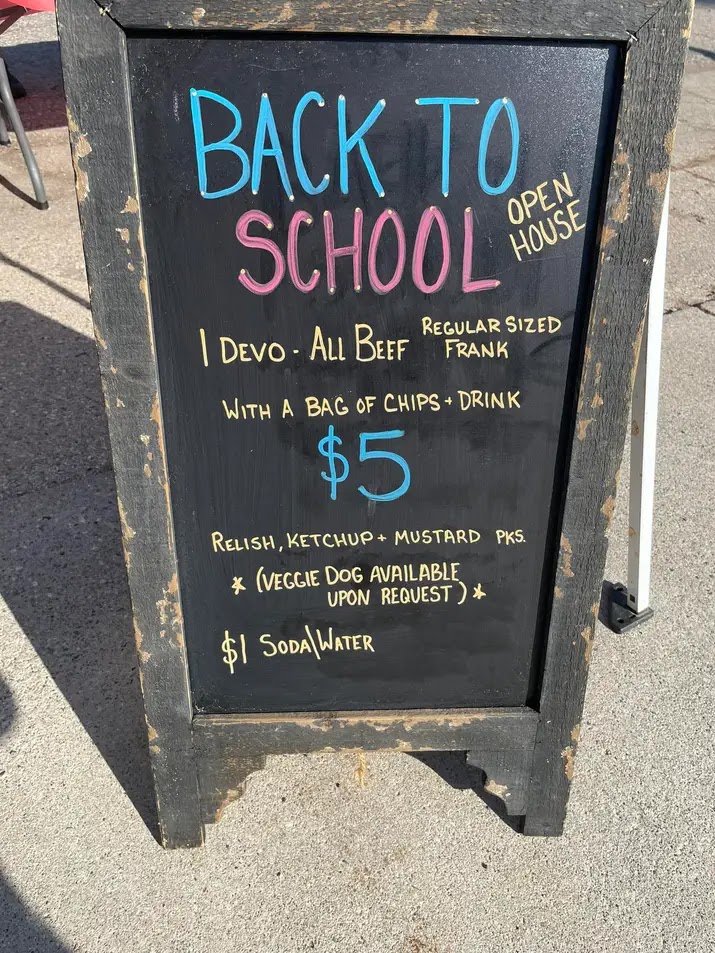 BACK TO
SCHOOL
OPEN
HOUSE
1 DEVO - ALL BEEF REGULAR SIZED
FRANK
WITH A BAG OF CHIPS + DRINK
$5
RELISH, KETCHUP + MUSTARD PKS.
* (VEGGIE DOG AVAILABLE
UPON REQUEST) *
$1 SODA\WATER